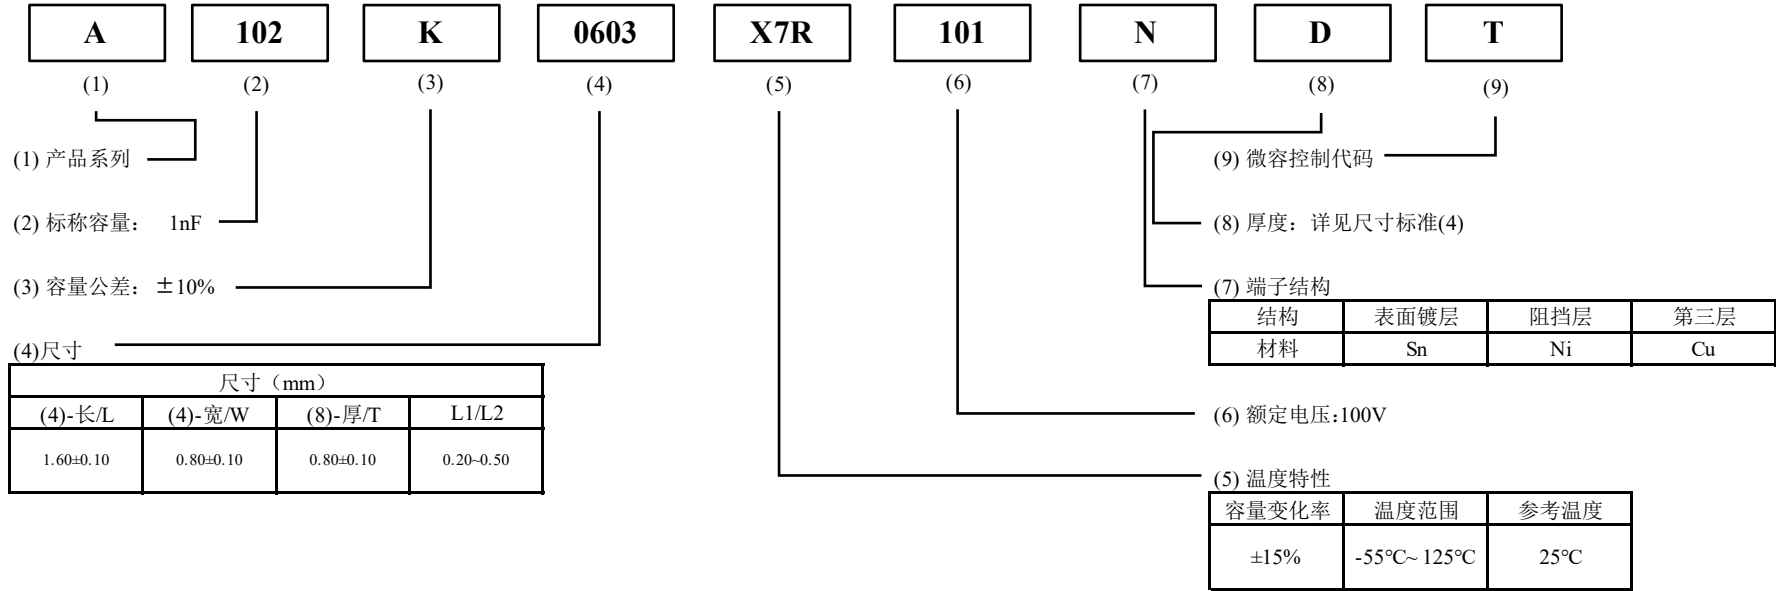 A 102 K 0603 X7R 101 N D T
(1) (2) (3) (4) (5) (6) (7) (8) (9)
(1) 产品系列
(2) 标称容量： 1nF
(3) 容量公差：±10%
(4)尺寸
尺寸（mm）
(4)-长/L (4)-宽/W (8)-厚/T L1/L2
1.60±0.10 0.80±0.10 0.80±0.10 0.20~0.50
(9) 微容控制代码
(8) 厚度：详见尺寸标准(4)
(7) 端子结构
结构 表面镀层 阻挡层 第三层
材料 Sn Ni Cu
(6) 额定电压:100V
(5) 温度特性
容量变化率 温度范围 参考温度
±15% -55℃~ 125℃ 25℃